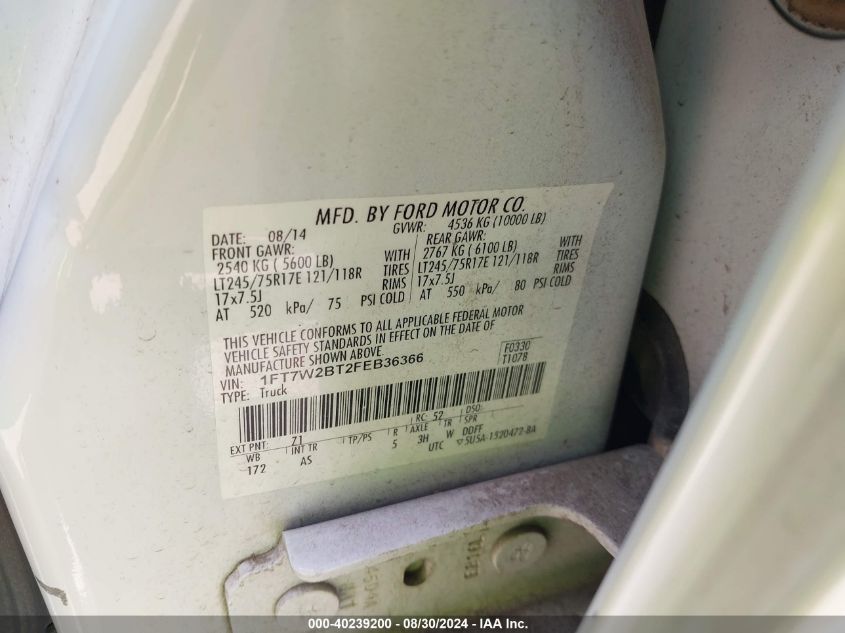 MFD. BY FORD MOTOR CO.
DATE: 08/14 GVWR: 4536 KG (10000 LB)
FRONT GAWR: REAR GAWR:
2540 KG ( 5600 LB) WITH 2767 KG ( 6100 LB) WITH
LT245/75R17E 121/118R TIRES LT245/75R17E 121/118R TIRES
17x7.5J RIMS 17x7.5J RIMS
AT 520 kPa/ 75 PSI COLD AT 550 kPa/ 80 PSI COLD
THIS VEHICLE CONFORMS TO ALL APPLICABLE FEDERAL MOTOR
VEHICLE SAFETY STANDARDS IN EFFECT ON THE DATE OF
MANUFACTURE SHOWN ABOVE
VIN: 1FT7W2BT2FEB36366 F0330
TYPE: Truck T1078
EXT PNT: Z1 RC: 52 DSO:
WB INT TR TP/PS R AXLE TR SPR
172 AS 5 3H W DDFF
UTC ▽5U5A-1520472-BA
000-40239200 - 08/30/2024 - IAA Inc.